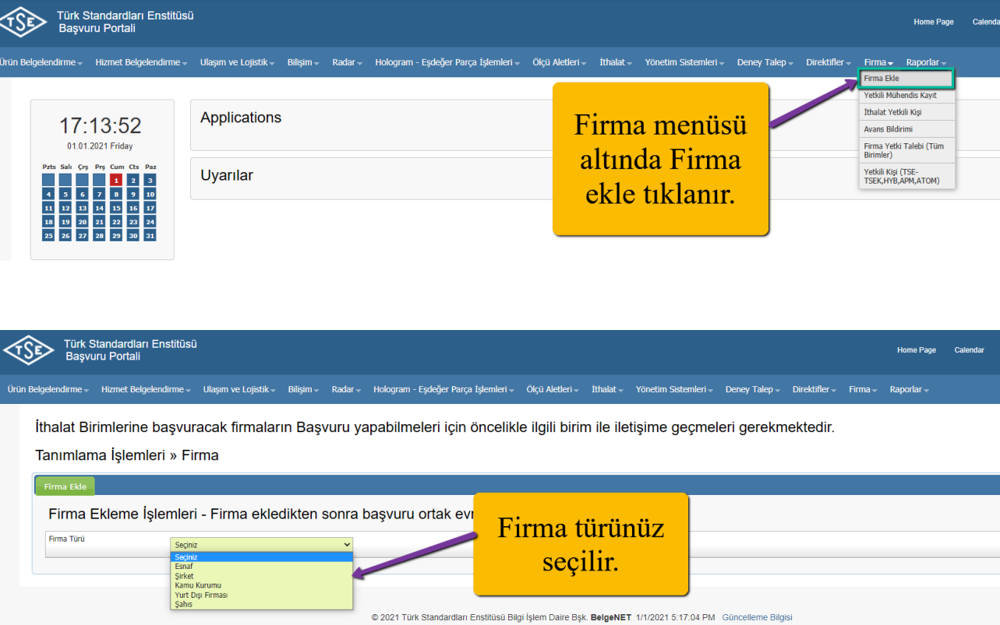 TSE
Türk Standardları Enstitüsü
Başvuru Portali
Home Page Calenda
Ürün Belgelendirme Hizmet Belgelendirme Ulaşım ve Lojistik Bilişim Radar Hologram - Eşdeğer Parça İşlemleri Ölçü Aletleri İthalat Yönetim Sistemleri Deney Talep Direktifler Firma Raporlar
Firma Ekle
Yetkili Mühendis Kayıt
İthalat Yetkili Kişi
Avans Bildirimi
Firma Yetki Talebi (Tüm
Birimler)
Yetkili Kişi (TSE-
TSEK,HYB,APM,ATOM)
17:13:52
01.01.2021 Friday
Pzts Salı Çrş Prş Cum Cts Paz
1 2 3
4 5 6 7 8 9 10
11 12 13 14 15 16 17
18 19 20 21 22 23 24
25 26 27 28 29 30 31
Applications
Uyarılar
Firma menüsü
altında Firma
ekle tıklanır.
TSE
Türk Standardları Enstitüsü
Başvuru Portali
Home Page Calendar
Ürün Belgelendirme Hizmet Belgelendirme Ulaşım ve Lojistik Bilişim Radar Hologram - Eşdeğer Parça İşlemleri Ölçü Aletleri İthalat Yönetim Sistemleri Deney Talep Direktifler Firma Raporlar
İthalat Birimlerine başvuracak firmaların Başvuru yapabilmeleri için öncelikle ilgili birim ile iletişime geçmeleri gerekmektedir.
Tanımlama İşlemleri » Firma
Firma Ekle
Firma Ekleme İşlemleri - Firma ekledikten sonra başvuru ortak evr
Firma Türü
Seçiniz
Seçiniz
Esnaf
Şirket
Kamu Kurumu
Yurt Dışı Firması
Şahıs
Firma türünüz
seçilir.
© 2021 Türk Standardları Enstitüsü Bilgi İşlem Daire Bşk. BelgeNET 1/1/2021 5:17:04 PM Güncelleme Bilgisi